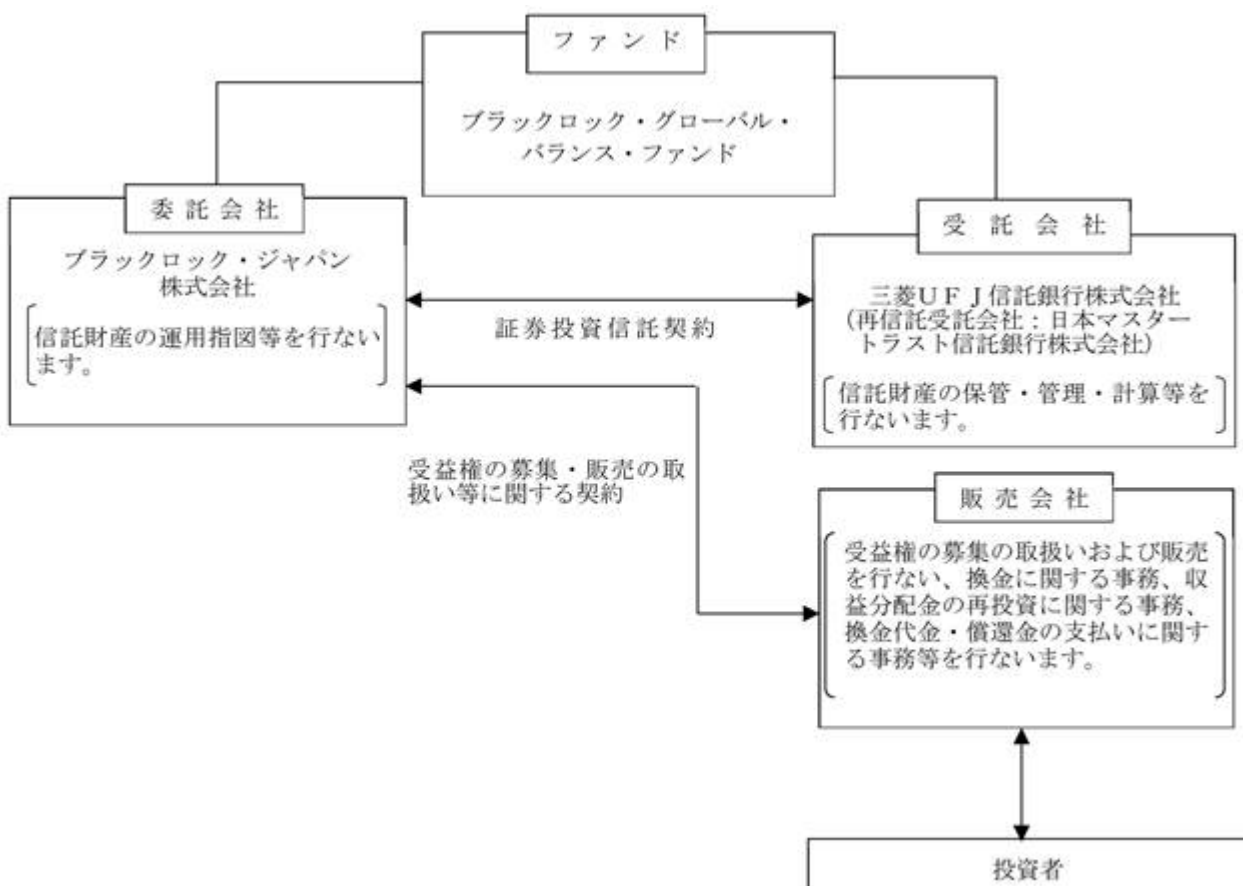 ファンド
ブラックロック・グローバル・
バランス・ファンド
委託会社
ブラックロック・ジャパン
株式会社
信託財産の運用指図等を行ない
ます。
証券投資信託契約
受託会社
三菱UFJ信託銀行株式会社
(再信託受託会社:日本マスター
トラスト信託銀行株式会社)
信託財産の保管・管理・計算等を
行ないます。
受益権の募集・販売の取
扱い等に関する契約
販売会社
受益権の募集の取扱いおよび販売
を行ない、換金に関する事務、収
益分配金の再投資に関する事務、
換金代金・償還金の支払いに関す
る事務等を行ないます。
投資者